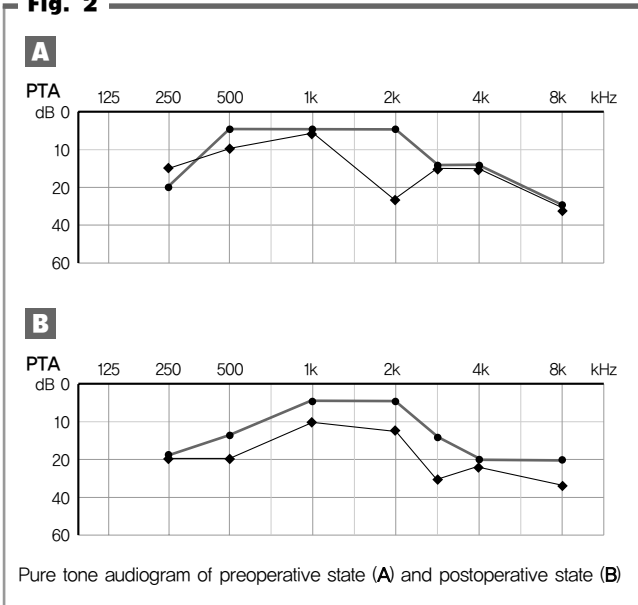 Fig. 2
A
PTA 125 250 500 1k 2k 4k 8k kHz
dB 0
10
20
40
60
B
PTA 125 250 500 1k 2k 4k 8k kHz
dB 0
10
20
40
60
Pure tone audiogram of preoperative state (A) and postoperative state (B)